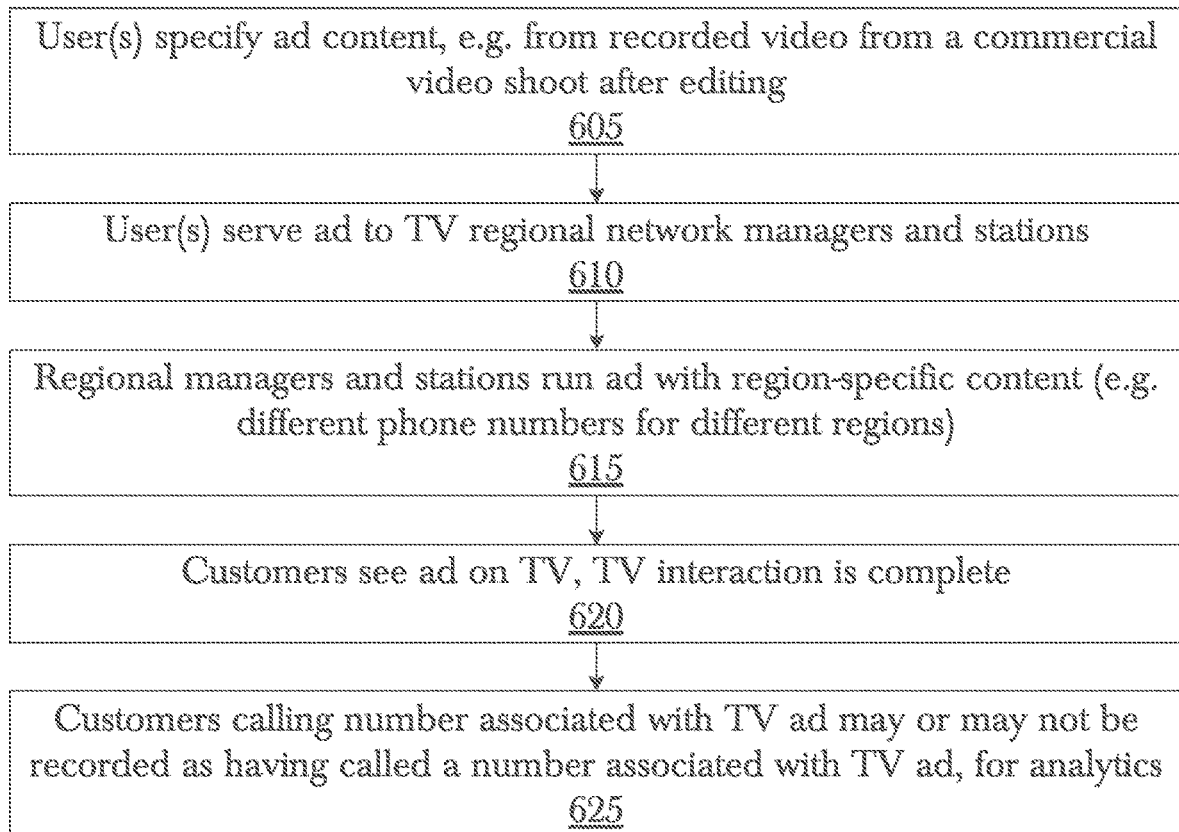 User(s) specify ad content, e.g. from recorded video from a commercial
video shoot after editing
605
User(s) serve ad to TV regional network managers and stations
610
Regional managers and stations run ad with region-specific content (e.g.
different phone numbers for different regions)
615
Customers see ad on TV, TV interaction is complete
620
Customers calling number associated with TV ad may or may not be
recorded as having called a number associated with TV ad, for analytics
625